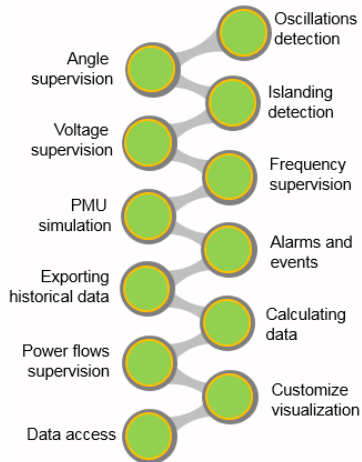 Oscillations
detection
Angle
supervision
Islanding
detection
Voltage
supervision
Frequency
supervision
PMU
simulation
Alarms and
events
Exporting
historical data
Calculating
data
Power flows
supervision
Customize
visualization
Data access